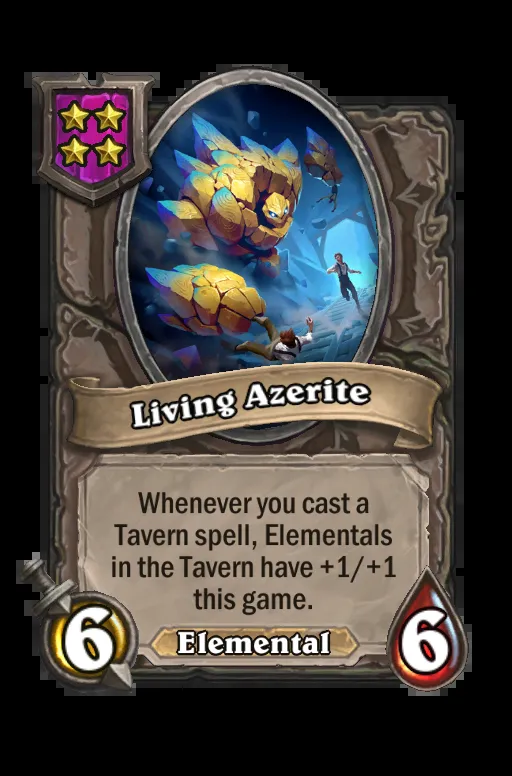 Living Azerite
Whenever you cast a
Tavern spell, Elementals
in the Tavern have +1/+1
this game.
6
Elemental
6